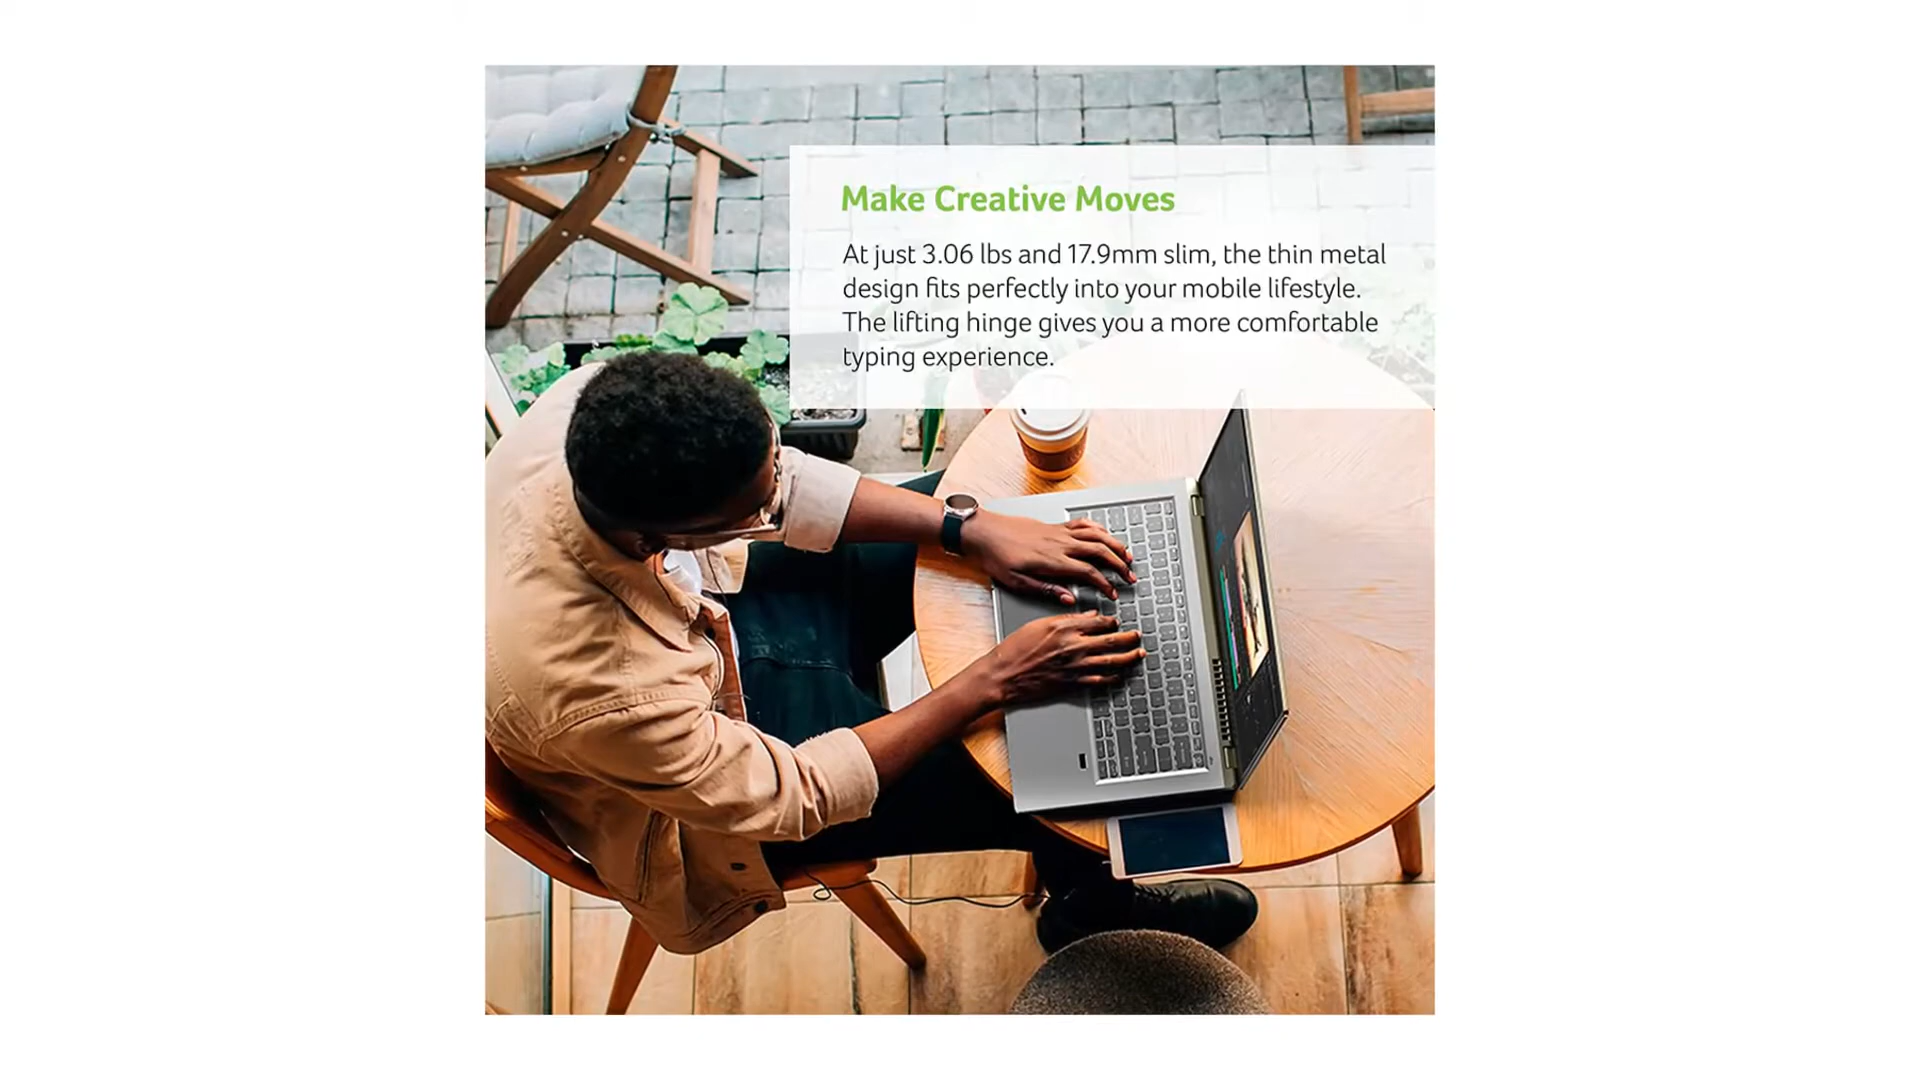 Make Creative Moves
At just 3.06 lbs and 17.9mm slim, the thin metal
design fits perfectly into your mobile lifestyle.
The lifting hinge gives you a more comfortable
typing experience.